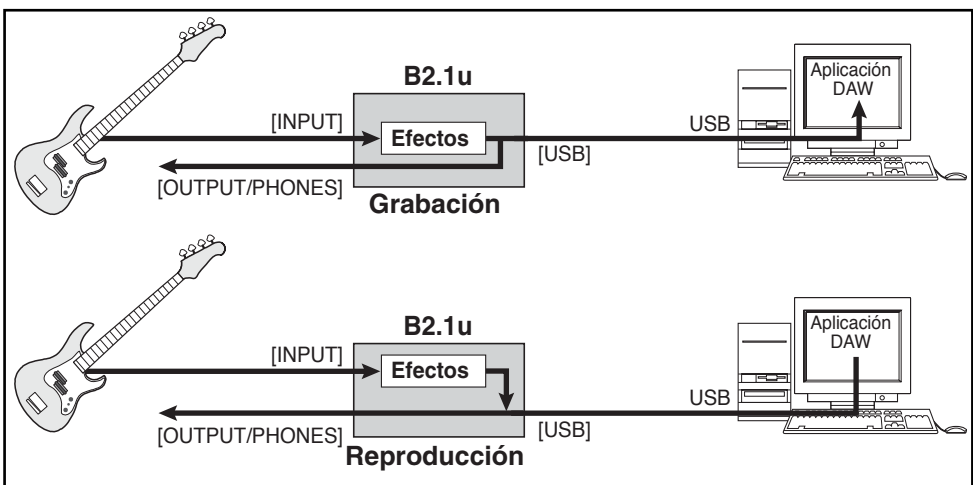 B2.1u
Aplicación
DAW
[INPUT]
Efectos
USB
[USB]
[OUTPUT/PHONES]
Grabación
B2.1u
Aplicación
DAW
[INPUT]
Efectos
USB
[USB]
[OUTPUT/PHONES]
Reproducción